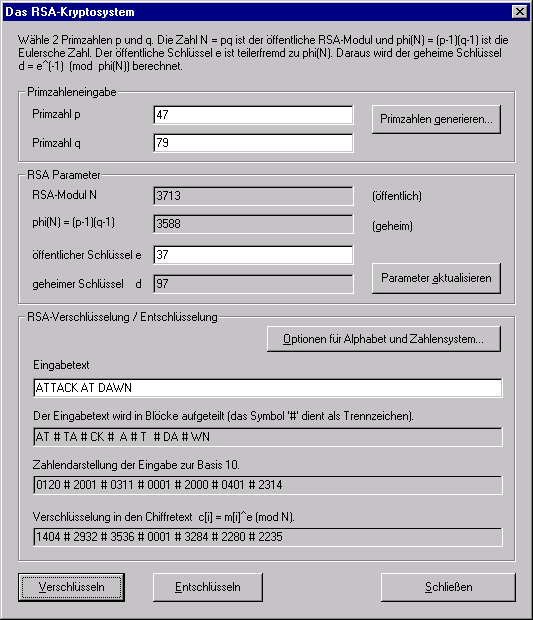 Das RSA-Kryptosystem
Wähle 2 Primzahlen p und q. Die Zahl N = pq ist der öffentliche RSA-Modul und phi(N) = (p-1)(q-1) ist die
Eulersche Zahl. Der öffentliche Schlüssel e ist teilerfremd zu phi(N). Daraus wird der geheime Schlüssel
d = e^(-1) (mod phi(N)) berechnet.
Primzahleneingabe
Primzahl p 47 Primzahlen generieren...
Primzahl q 79
RSA Parameter
RSA-Modul N 3713 (öffentlich)
phi(N) = (p-1)(q-1) 3588 (geheim)
öffentlicher Schlüssel e 37
geheimer Schlüssel d 97 Parameter aktualisieren
RSA-Verschlüsselung / Entschlüsselung
Optionen für Alphabet und Zahlensystem...
Eingabetext
ATTACK AT DAWN
Der Eingabetext wird in Blöcke aufgeteilt (das Symbol '#' dient als Trennzeichen).
AT # TA # CK #  A # T  # DA # WN
Zahlendarstellung der Eingabe zur Basis 10.
0120 # 2001 # 0311 # 0001 # 2000 # 0401 # 2314
Verschlüsselung in den Chiffretext c[i] = m[i]^e (mod N).
1404 # 2932 # 3536 # 0001 # 3284 # 2280 # 2235
Verschlüsseln Entschlüsseln Schließen